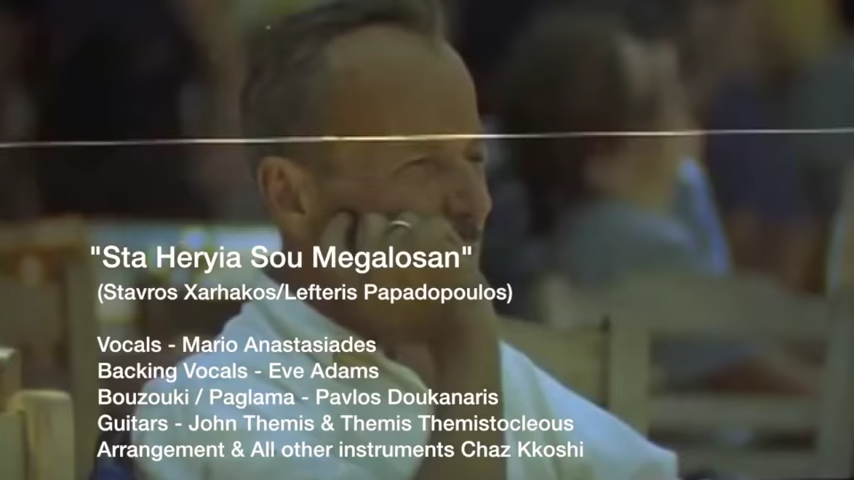 "Sta Heryia Sou Megalosan"
(Stavros Xarhakos/Lefteris Papadopoulos)
Vocals - Mario Anastasiades
Backing Vocals - Eve Adams
Bouzouki / Paglama - Pavlos Doukanaris
Guitars - John Themis & Themis Themistocleous
Arrangement & All other instruments Chaz Kkoshi